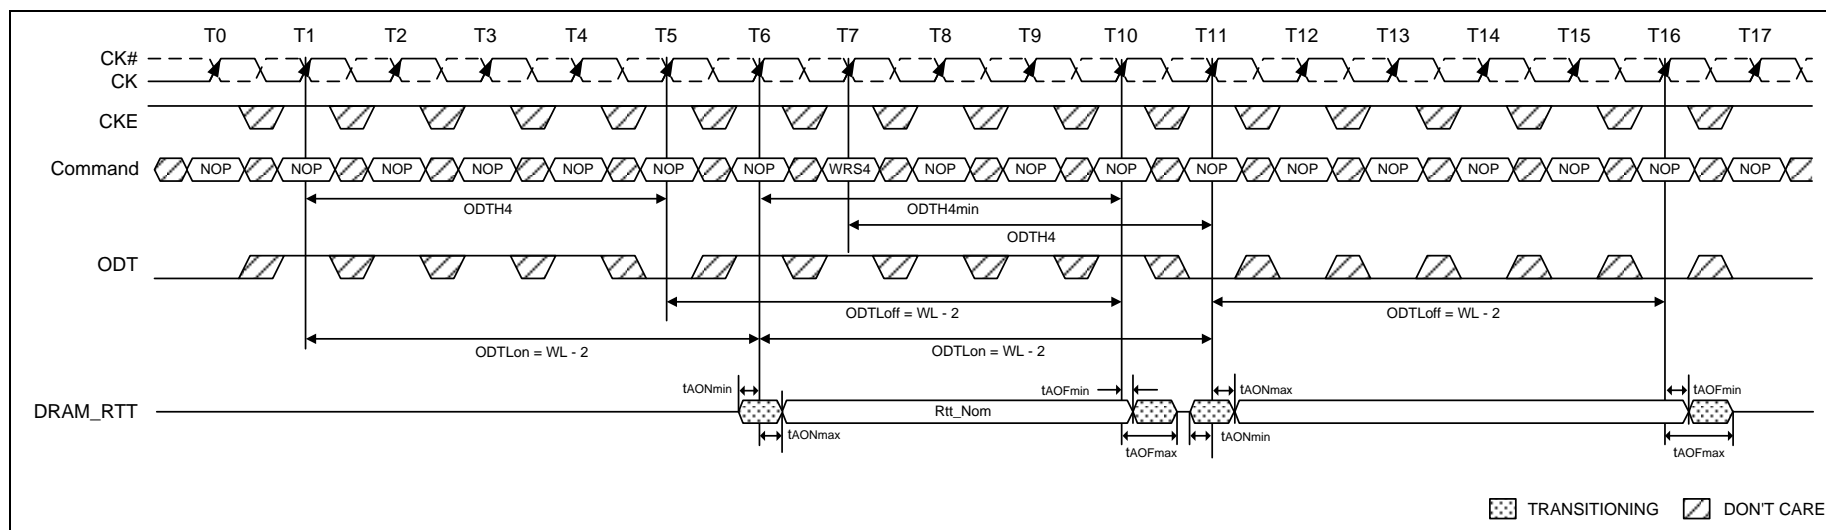 T0 T1 T2 T3 T4 T5 T6 T7 T8 T9 T10 T11 T12 T13 T14 T15 T16 T17
CK#
CK
CKE
Command NOP NOP NOP NOP NOP NOP NOP WRS4 NOP NOP NOP NOP NOP NOP NOP NOP NOP NOP
ODTH4 ODTH4min
ODTH4
ODT
ODTLoff = WL - 2 ODTLoff = WL - 2
ODTLon = WL - 2 ODTLon = WL - 2
tAONmin tAOFmin tAONmax tAOFmin
DRAM_RTT Rtt_Nom
tAONmax tAOFmax tAONmin tAOFmax
TRANSITIONING DON'T CARE